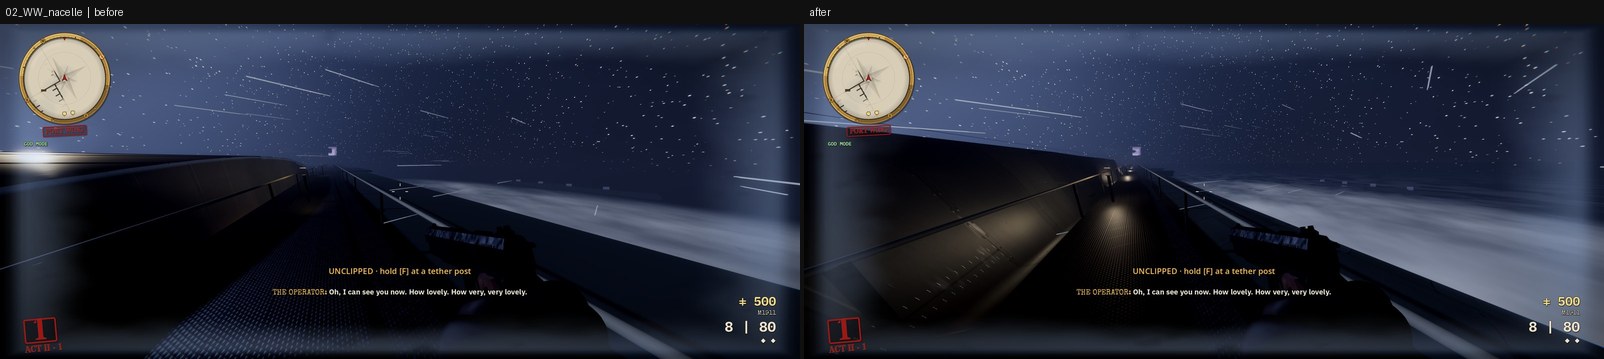 02_WW_nacelle | before
GOD MODE
UNCLIPPED · hold [F] at a tether post
THE OPERATOR: Oh, I can see you now. How lovely. How very, very lovely.
500
M1911
8 | 80
1
ACT II - 1
after
GOD MODE
UNCLIPPED · hold [F] at a tether post
THE OPERATOR: Oh, I can see you now. How lovely. How very, very lovely.
500
8 | 80
1
ACT II - 1